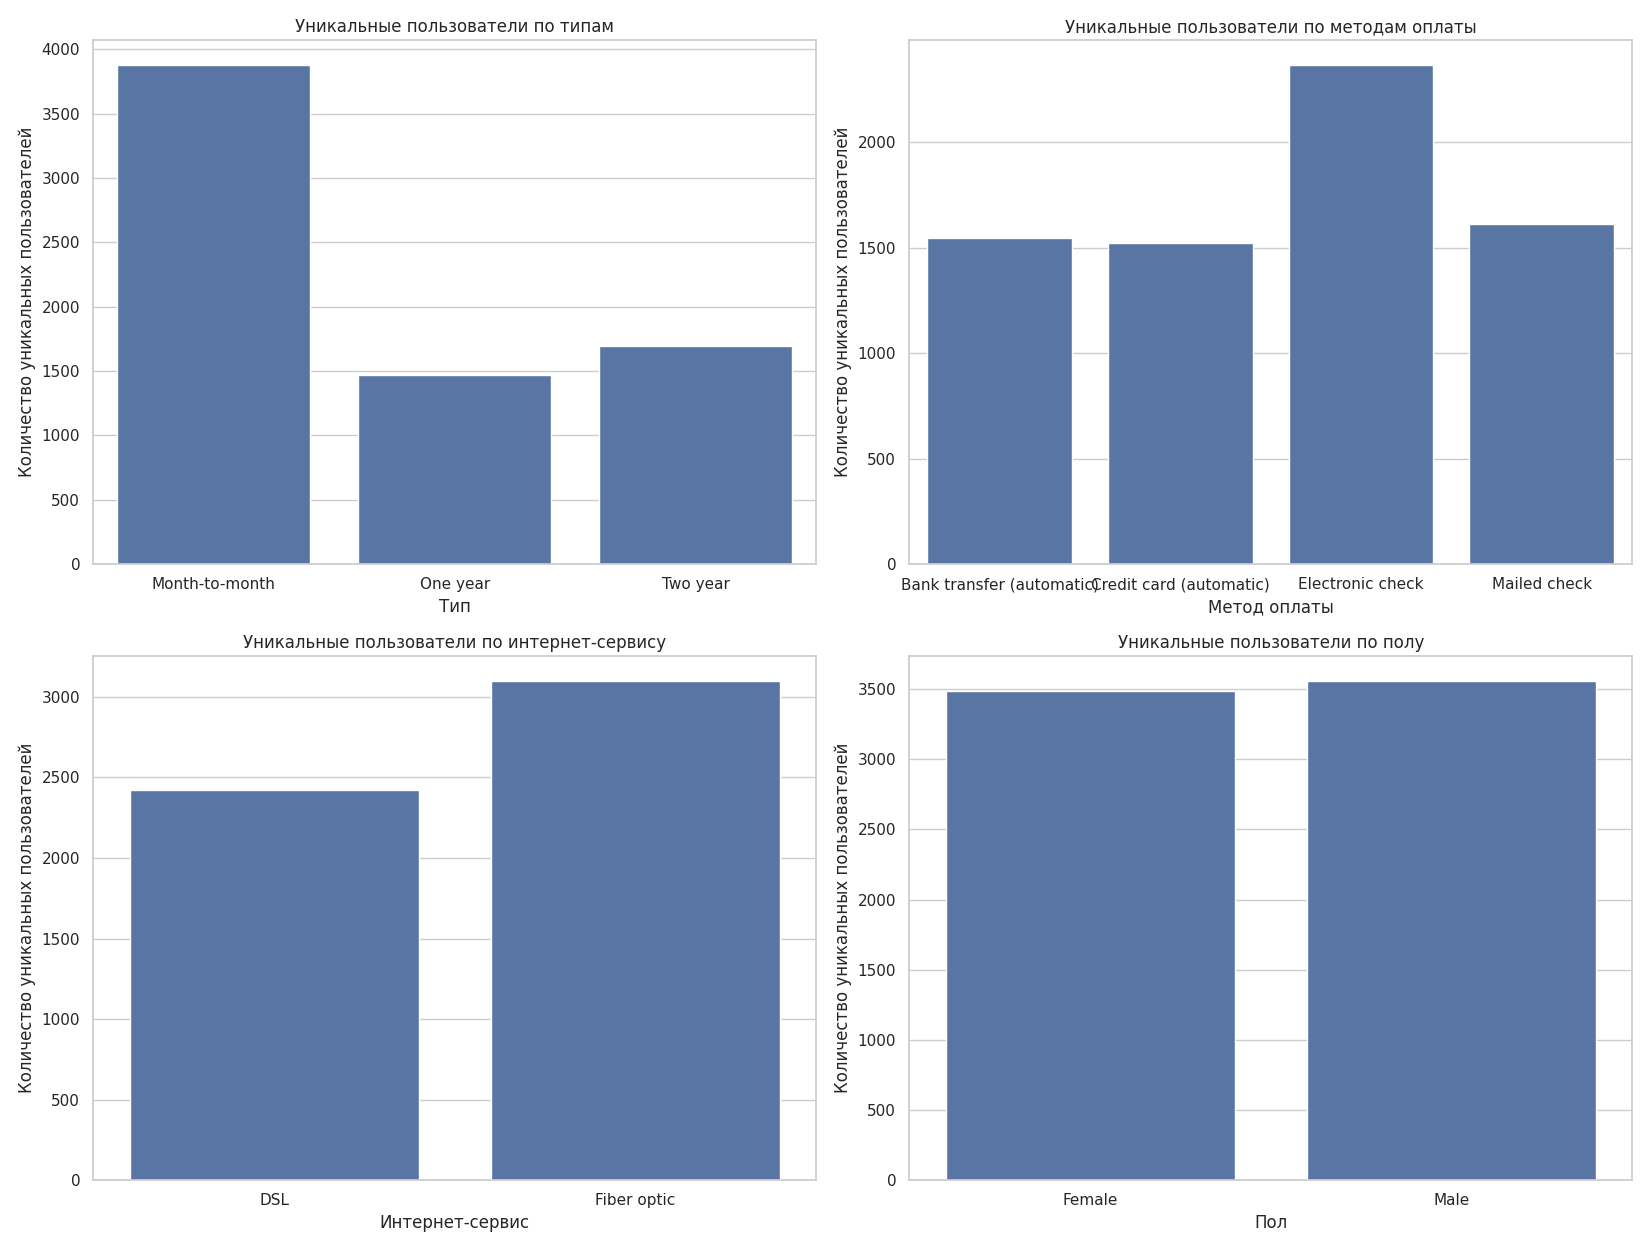 Уникальные пользователи по типам
Количество уникальных пользователей
4000
3500
3000
2500
2000
1500
1000
500
0
Month-to-month
One year
Two year
Тип
Уникальные пользователи по методам оплаты
Количество уникальных пользователей
2000
1500
1000
500
0
Bank transfer (automatic)
Credit card (automatic)
Electronic check
Mailed check
Метод оплаты
Уникальные пользователи по интернет-сервису
Количество уникальных пользователей
3000
2500
2000
1500
1000
500
0
DSL
Fiber optic
Интернет-сервис
Уникальные пользователи по полу
Количество уникальных пользователей
3500
3000
2500
2000
1500
1000
500
0
Female
Male
Пол